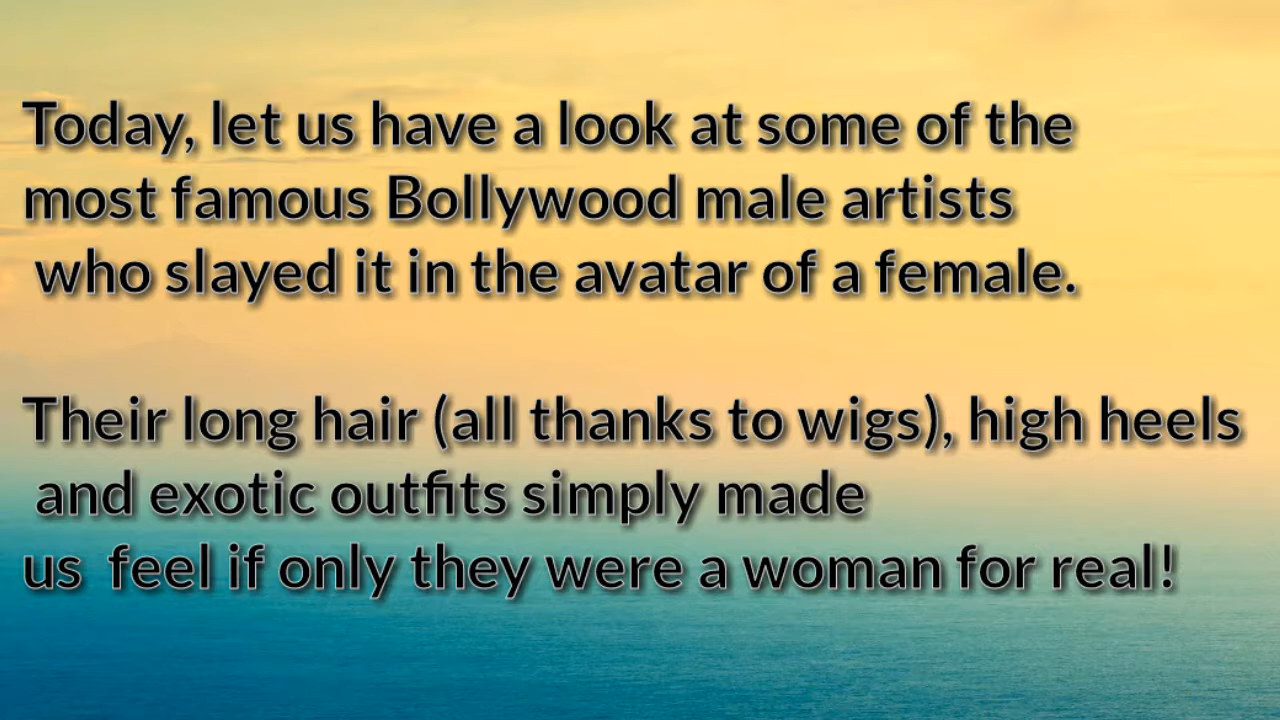 Today, let us have a look at some of the
most famous Bollywood male artists
who slayed it in the avatar of a female.
Their long hair (all thanks to wigs), high heels
and exotic outfits simply made
us feel if only they were a woman for real!